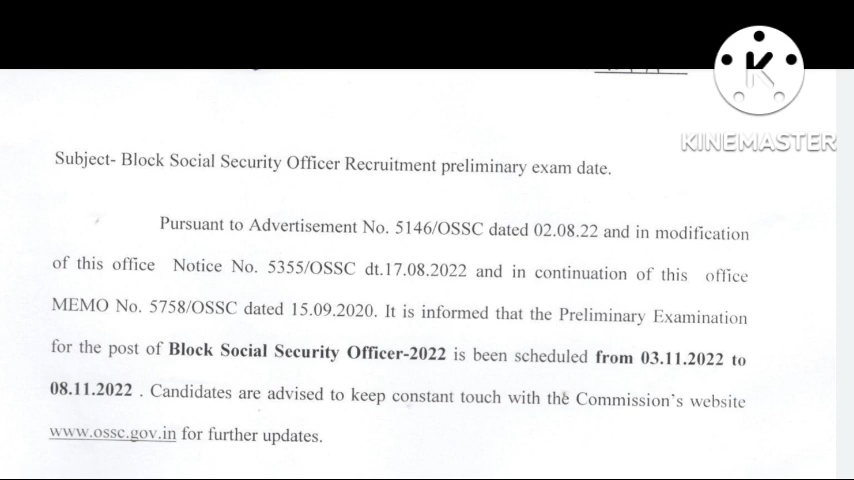 K
KINEMASTER
Subject- Block Social Security Officer Recruitment preliminary exam date.
Pursuant to Advertisement No. 5146/OSSC dated 02.08.22 and in modification
of this office Notice No. 5355/OSSC dt.17.08.2022 and in continuation of this office
MEMO No. 5758/OSSC dated 15.09.2020. It is informed that the Preliminary Examination
for the post of Block Social Security Officer-2022 is been scheduled from 03.11.2022 to
08.11.2022 . Candidates are advised to keep constant touch with the Commission's website
www.ossc.gov.in for further updates.